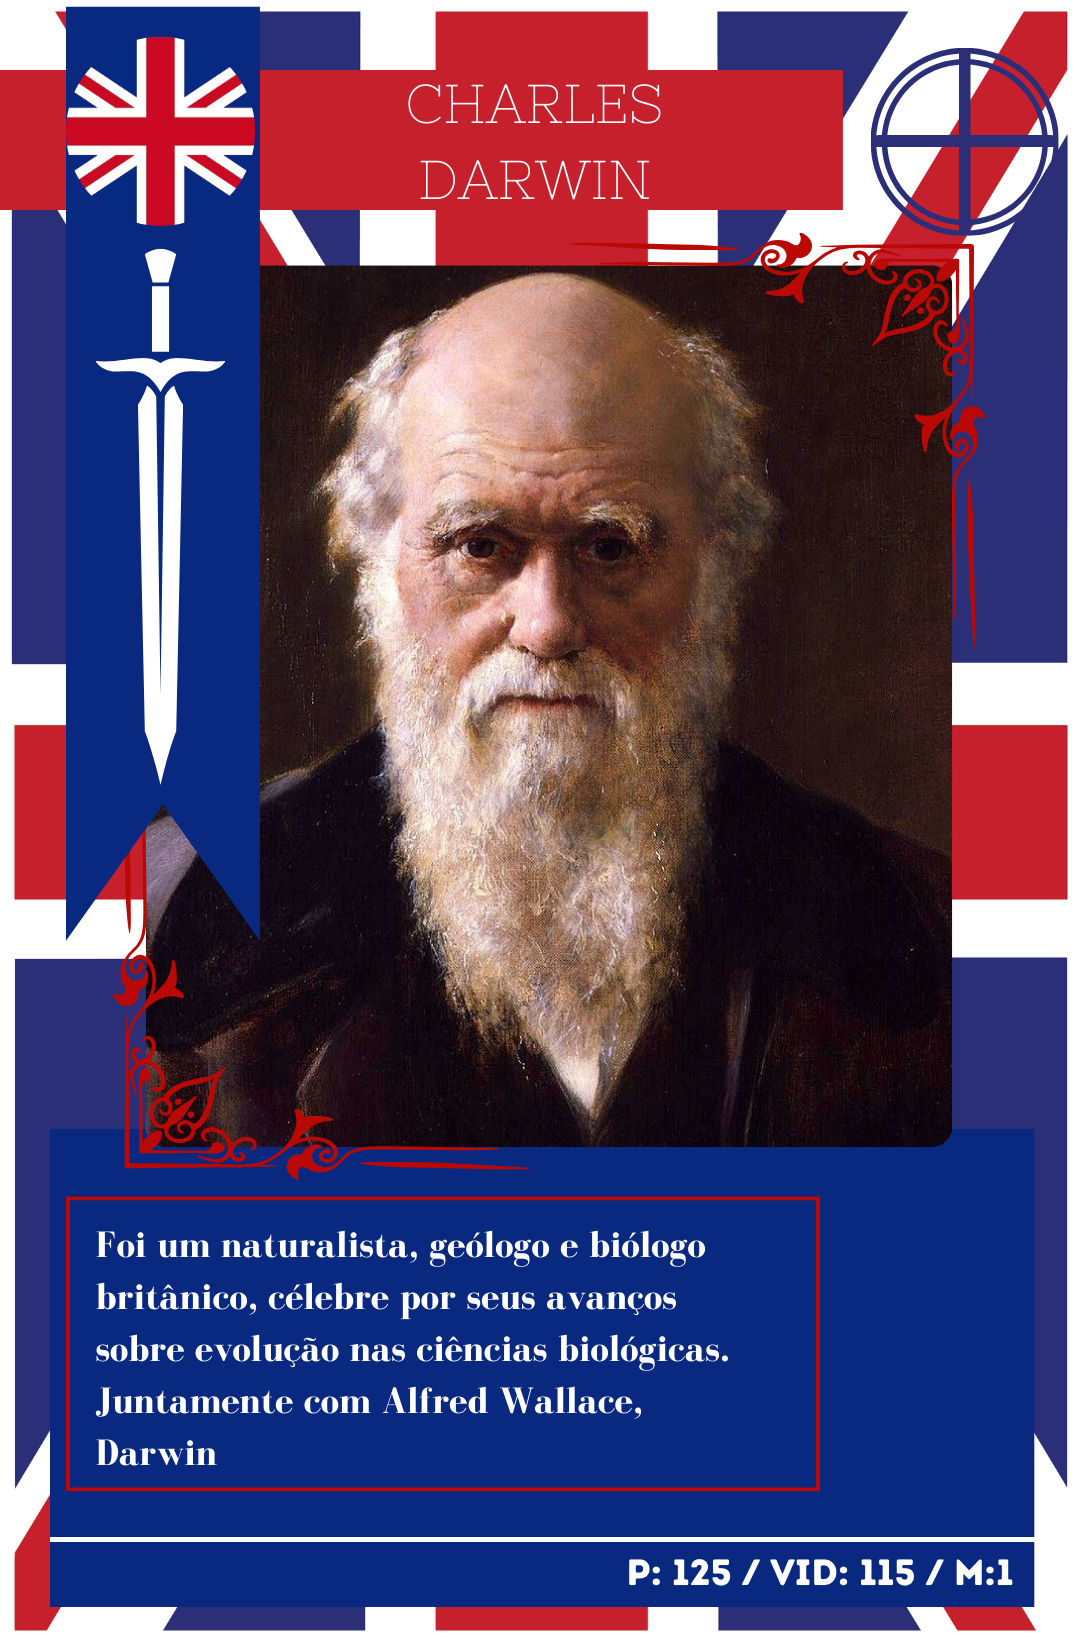 CHARLES
DARWIN
Foi um naturalista, geólogo e biólogo
britânico, célebre por seus avanços
sobre evolução nas ciências biológicas.
Juntamente com Alfred Wallace,
Darwin
P: 125 / VID: 115 / M:1